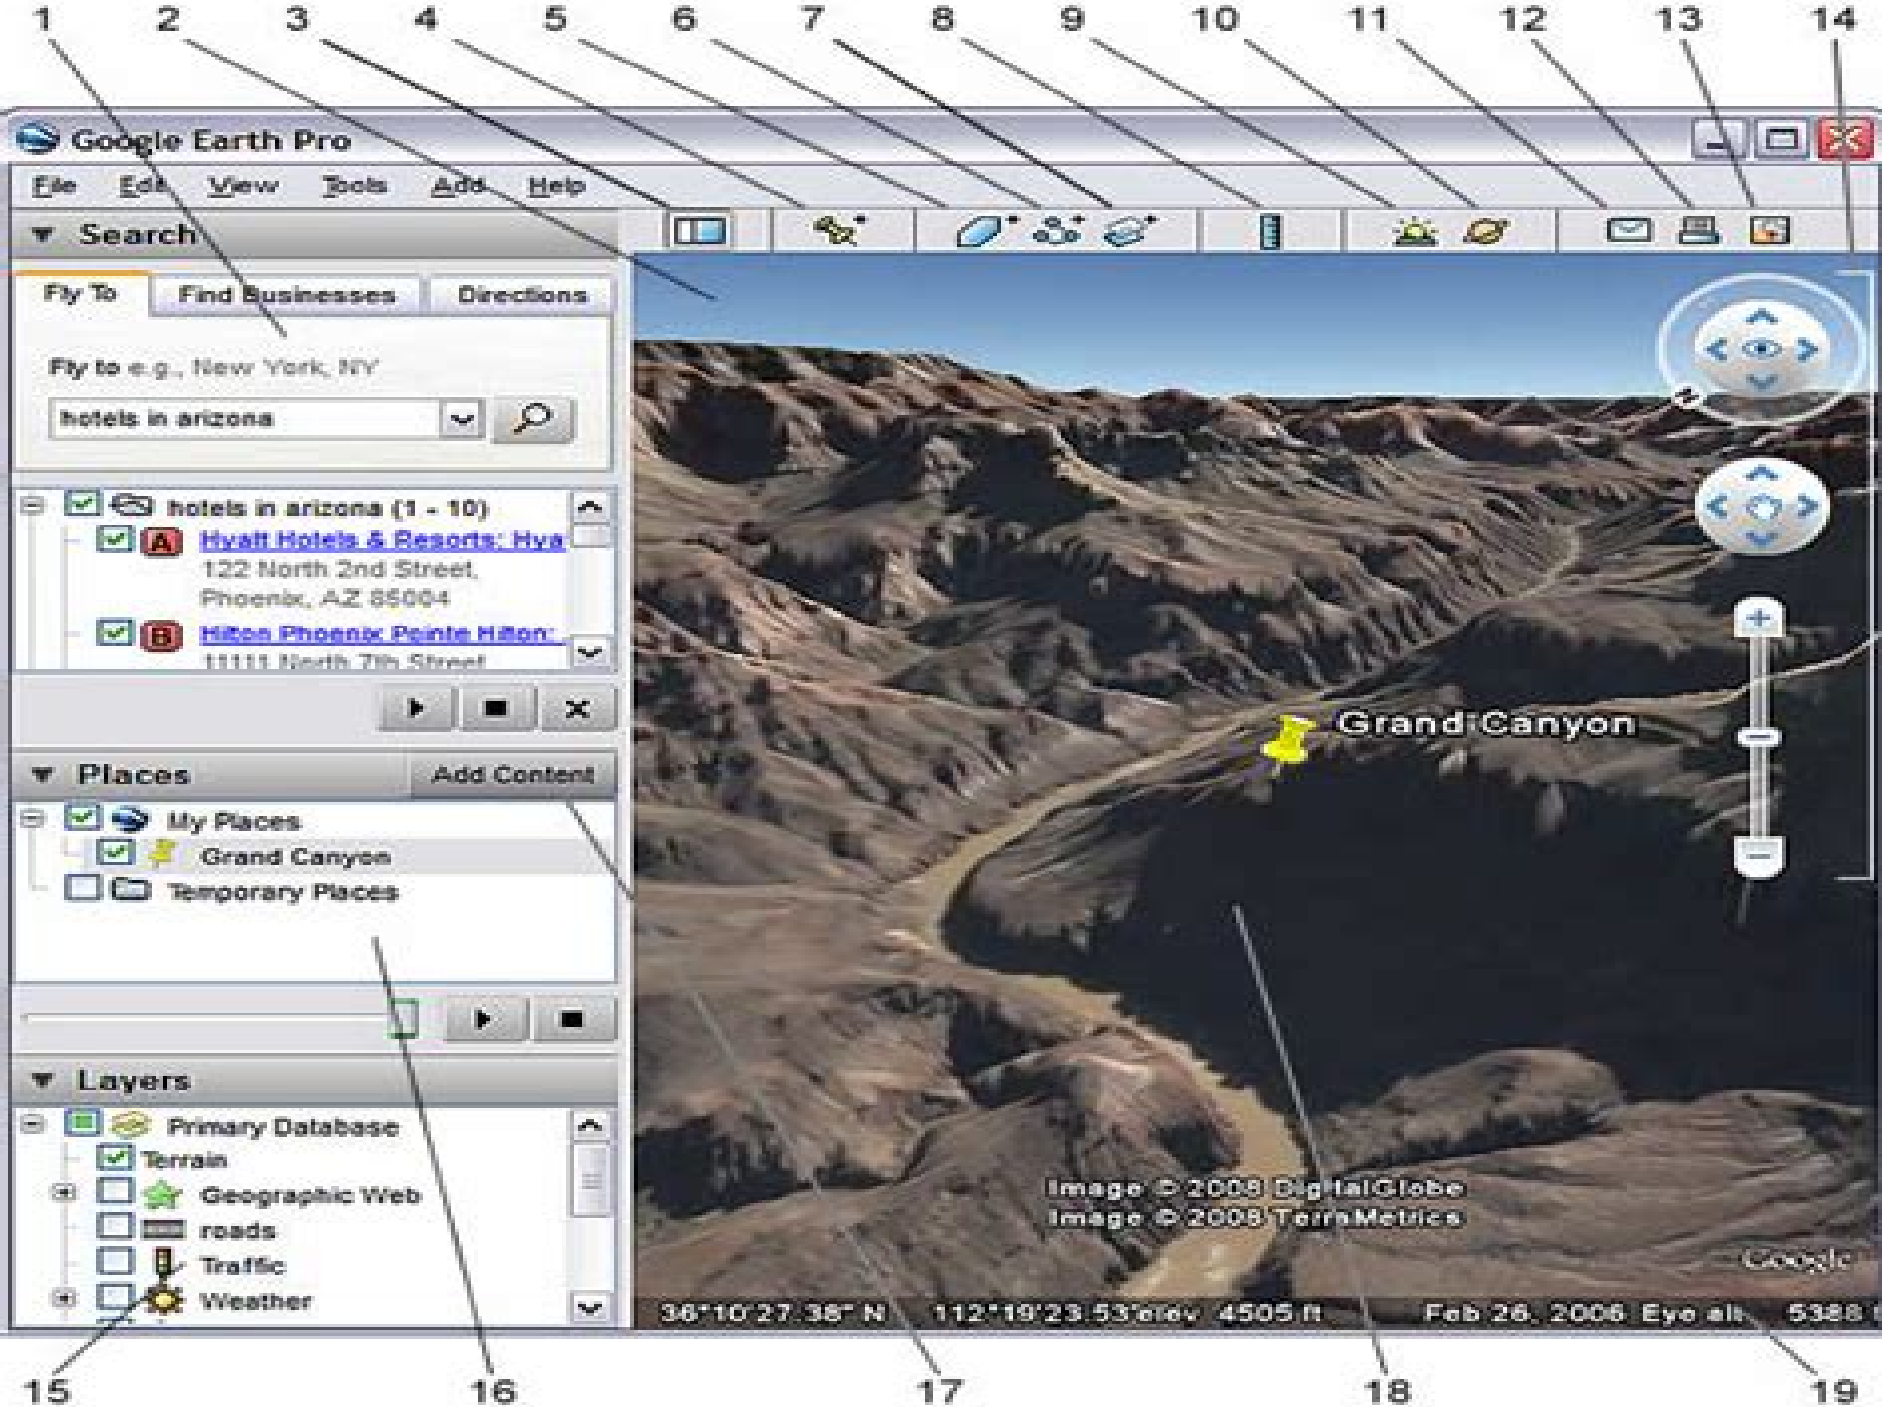 1 2 3 4 5 6 7 8 9 10 11 12 13 14
Google Earth Pro
File Edit View Tools Add Help
Search
Fly To Find Businesses Directions
Fly to e.g., New York, NY
hotels in arizona
hotels in arizona (1 - 10)
A Hyatt Hotels & Resorts: Hya
122 North 2nd Street,
Phoenix, AZ 85004
B Hilton Phoenix Pointe Hilton:
11111 North 7th Street
Places Add Content
My Places
Grand Canyon
Temporary Places
Layers
Primary Database
Terrain
Geographic Web
roads
Traffic
Weather
Grand Canyon
Image © 2008 DigitalGlobe
Image © 2008 TerraMetrics
Google
36°10'27.38" N 112°19'23.53" elev 4505 ft Feb 26, 2006 Eye alt 5388
15 16 17 18 19